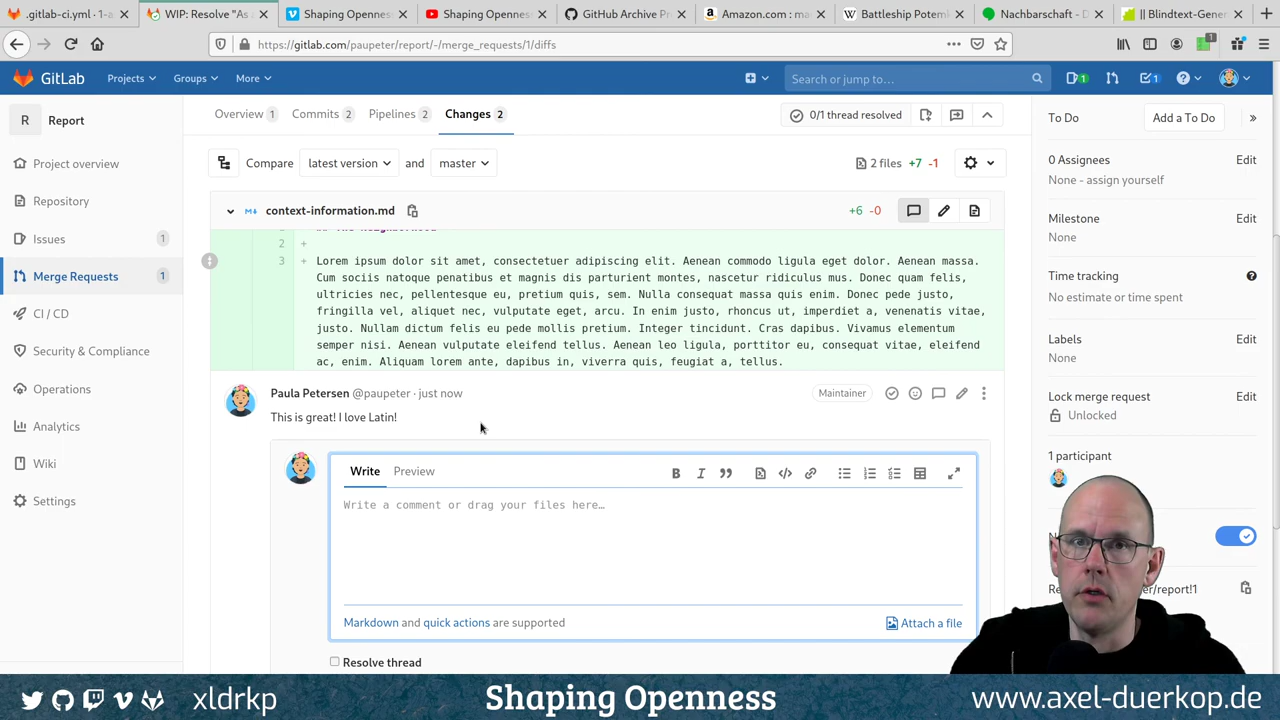 .gitlab-ci.yml · 1-a
WIP: Resolve "As a
Shaping Openness
Shaping Openness
GitHub Archive Pr
Amazon.com : ma
Battleship Potemk
Nachbarschaft - D
|| Blindtext-Gener
https://gitlab.com/paupeter/report/-/merge_requests/1/diffs
1
GitLab
Projects
Groups
More
Search or jump to…
1
1
R Report
Project overview
Repository
Issues 1
Merge Requests 1
CI / CD
Security & Compliance
Operations
Analytics
Wiki
Settings
Overview 1
Commits 2
Pipelines 2
Changes 2
0/1 thread resolved
Compare latest version and master
2 files +7 -1
context-information.md
+6 -0
2 +
3 + Lorem ipsum dolor sit amet, consectetuer adipiscing elit. Aenean commodo ligula eget dolor. Aenean massa.
Cum sociis natoque penatibus et magnis dis parturient montes, nascetur ridiculus mus. Donec quam felis,
ultricies nec, pellentesque eu, pretium quis, sem. Nulla consequat massa quis enim. Donec pede justo,
fringilla vel, aliquet nec, vulputate eget, arcu. In enim justo, rhoncus ut, imperdiet a, venenatis vitae,
justo. Nullam dictum felis eu pede mollis pretium. Integer tincidunt. Cras dapibus. Vivamus elementum
semper nisi. Aenean vulputate eleifend tellus. Aenean leo ligula, porttitor eu, consequat vitae, eleifend
ac, enim. Aliquam lorem ante, dapibus in, viverra quis, feugiat a, tellus.
Paula Petersen @paupeter · just now
Maintainer
This is great! I love Latin!
Write
Preview
Write a comment or drag your files here…
Markdown and quick actions are supported
Attach a file
Resolve thread
To Do
Add a To Do
0 Assignees
Edit
None - assign yourself
Milestone
Edit
None
Time tracking
No estimate or time spent
Labels
Edit
None
Lock merge request
Edit
Unlocked
1 participant
xldrkp
Shaping Openness
www.axel-duerkop.de